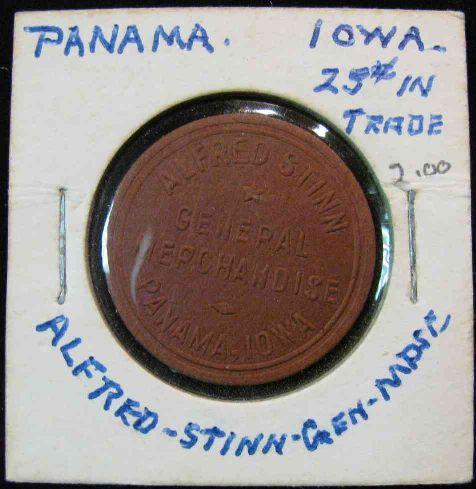 PANAMA. IOWA.
25¢ IN
TRADE
2.00
ALFRED STINN
GENERAL
MERCHANDISE
PANAMA-IOWA
ALFRED-STINN-GEN-MDSE